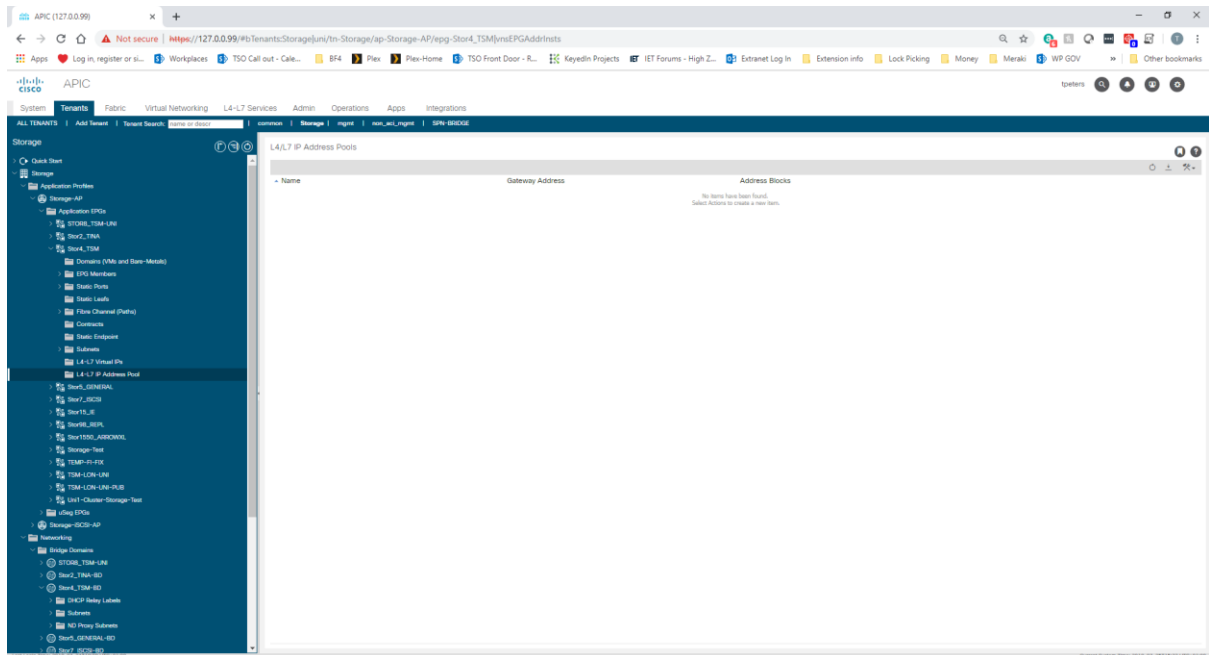 APIC (127.0.0.99) × +
Not secure | https://127.0.0.99/#bTenants:Storage|uni/tn-Storage/ap-Storage-AP/epg-Stor4_TSM|vnsEPGAddrInsts
Apps Log in, register or si... Workplaces TSO Call out - Cale... BF4 Plex Plex-Home TSO Front Door - R... KeyedIn Projects IET IET Forums - High Z... Extranet Log In Extension info Lock Picking Money Meraki WP GOV » Other bookmarks
cisco APIC tpeters
System Tenants Fabric Virtual Networking L4-L7 Services Admin Operations Apps Integrations
ALL TENANTS | Add Tenant | Tenant Search: name or descr | common | Storage | mgmt | non_aci_mgmt | SPN-BRIDGE
Storage
Quick Start
Storage
Application Profiles
Storage-AP
Application EPGs
STOR8_TSM-UNI
Stor2_TINA
Stor4_TSM
Domains (VMs and Bare-Metals)
EPG Members
Static Ports
Static Leafs
Fibre Channel (Paths)
Contracts
Static Endpoint
Subnets
L4-L7 Virtual IPs
L4-L7 IP Address Pool
Stor5_GENERAL
Stor7_ISCSI
Stor15_IE
Stor98_REPL
Stor1550_ARROWXL
Storage-Test
TEMP-FI-FIX
TSM-LON-UNI
TSM-LON-UNI-PUB
Uni1-Cluster-Storage-Test
uSeg EPGs
Storage-iSCSI-AP
Networking
Bridge Domains
STOR8_TSM-UNI
Stor2_TINA-BD
Stor4_TSM-BD
DHCP Relay Labels
Subnets
ND Proxy Subnets
Stor5_GENERAL-BD
Stor7_ISCSI-BD
L4/L7 IP Address Pools
Name Gateway Address Address Blocks
No items have been found.
Select Actions to create a new item.